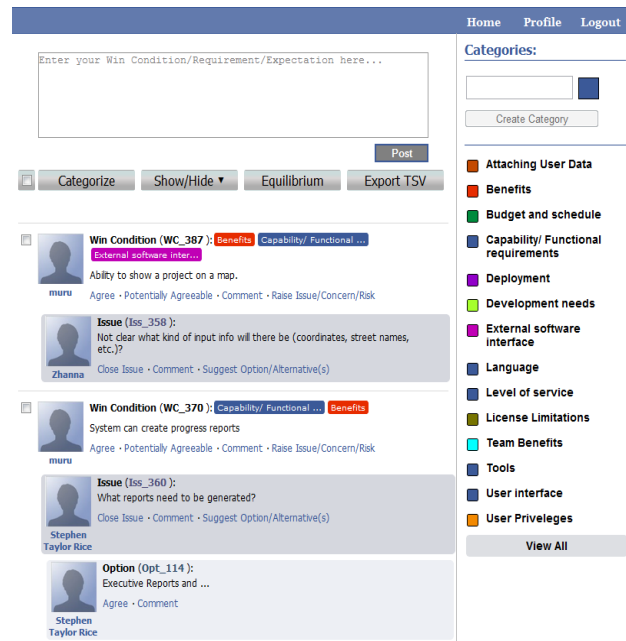 Home Profile Logout
Enter your Win Condition/Requirement/Expectation here...
Post
Categorize Show/Hide ▼ Equilibrium Export TSV
Win Condition (WC_387 ): Benefits Capability/ Functional ...
External software inter...
Ability to show a project on a map.
muru
Agree · Potentially Agreeable · Comment · Raise Issue/Concern/Risk
Issue (Iss_358 ):
Not clear what kind of input info will there be (coordinates, street names,
etc.)?
Close Issue · Comment · Suggest Option/Alternative(s)
Zhanna
Win Condition (WC_370 ): Capability/ Functional ... Benefits
System can create progress reports
Agree · Potentially Agreeable · Comment · Raise Issue/Concern/Risk
muru
Issue (Iss_360 ):
What reports need to be generated?
Close Issue · Comment · Suggest Option/Alternative(s)
Stephen
Taylor Rice
Option (Opt_114 ):
Executive Reports and ...
Agree · Comment
Stephen
Taylor Rice
Categories:
Create Category
Attaching User Data
Benefits
Budget and schedule
Capability/ Functional
requirements
Deployment
Development needs
External software
interface
Language
Level of service
License Limitations
Team Benefits
Tools
User interface
User Priveleges
View All